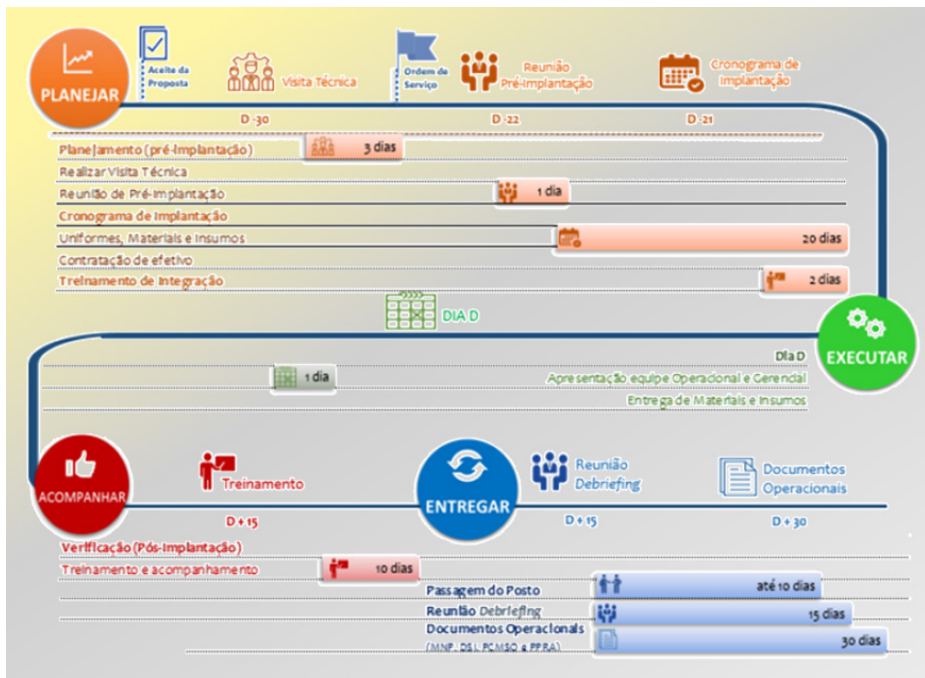 PLANEJAR
Aceite da
Proposta
Visita Técnica
Ordem de
Serviço
Reunião
Pré-Implantação
Cronograma de
Implantação
D -30
D -22
D -21
Planejamento (pré-Implantação)
3 dias
Realizar Visita Técnica
Reunião de Pré-Implantação
1 dia
Cronograma de Implantação
Uniformes, Materiais e Insumos
20 dias
Contratação de efetivo
Treinamento de Integração
2 dias
DIA D
EXECUTAR
Dia D
1 dia
Apresentação equipe Operacional e Gerencial
Entrega de Materiais e Insumos
ACOMPANHAR
Treinamento
ENTREGAR
Reunião
Debriefing
Documentos
Operacionais
D + 15
D + 15
D + 30
Verificação (Pós-Implantação)
Treinamento e acompanhamento
10 dias
Passagem do Posto
até 10 dias
Reunião Debriefing
15 dias
Documentos Operacionais
30 dias
(MNP, DSI, PCMSO e PPRA)